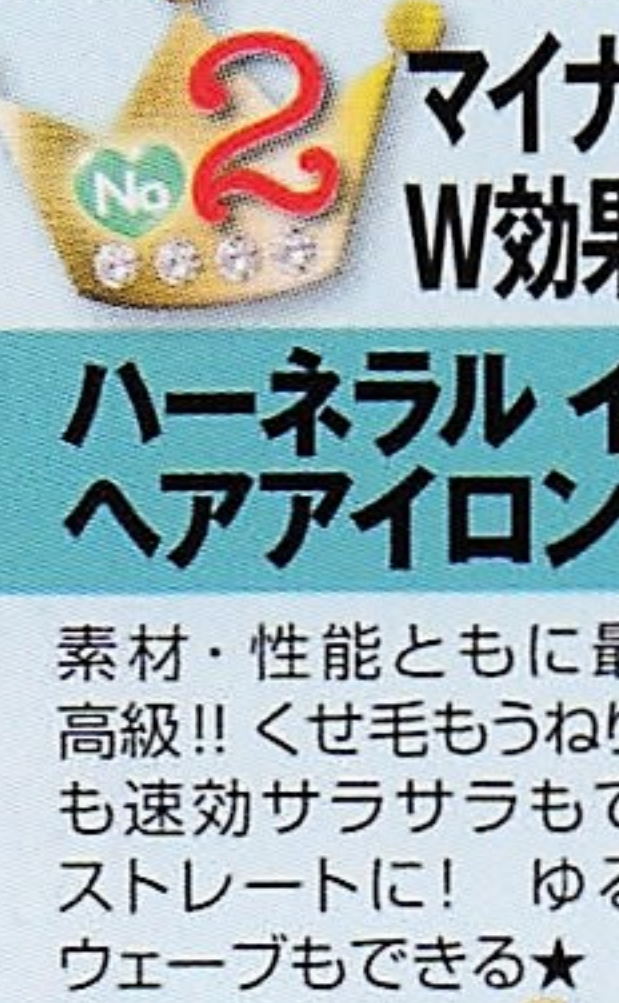 No 2
マイナ
W効果
ハーネラル イ
ヘアアイロン
素材・性能ともに最
高級!! くせ毛もうねり
も速効サラサラもて
ストレートに! ゆる
ウェーブもできる★